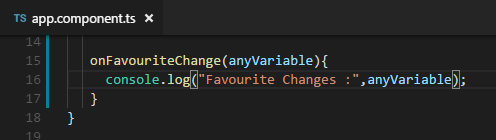 TS app.component.ts ×
14
15 onFavouriteChange(anyVariable){
16 console.log("Favourite Changes :",anyVariable);
17 }
18 }